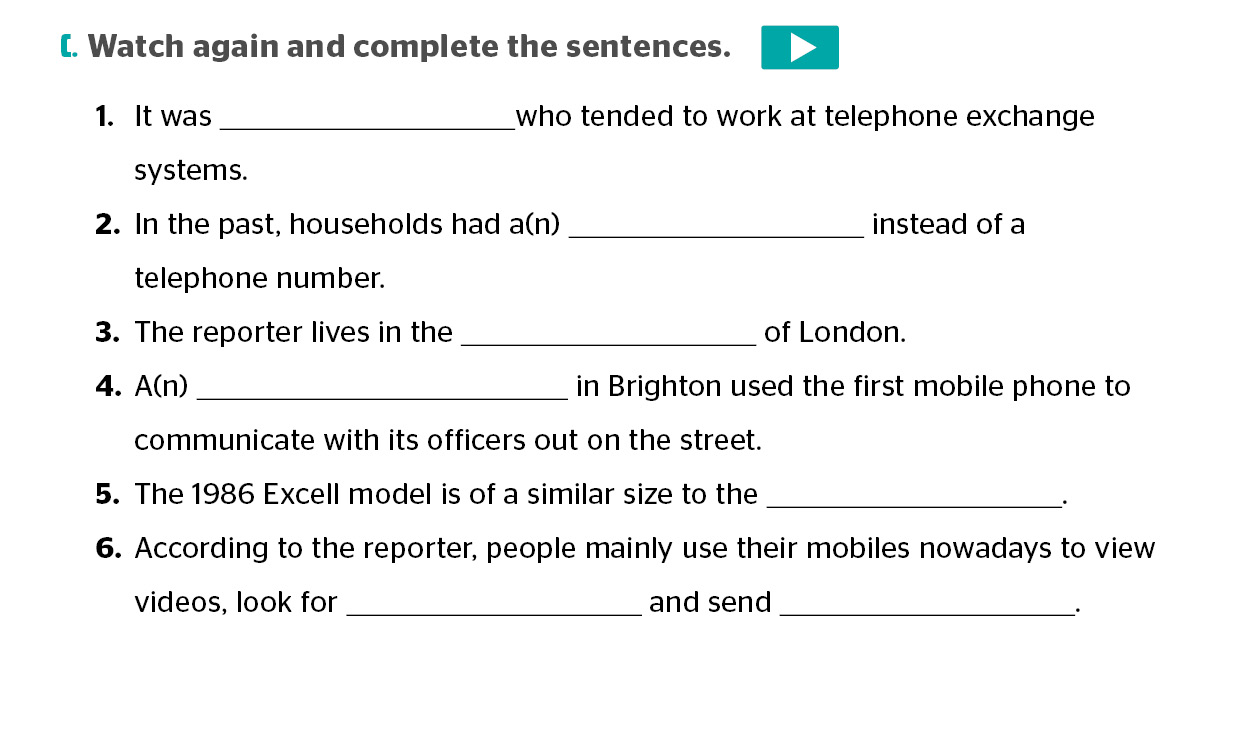 C. Watch again and complete the sentences.
1. It was ____________________who tended to work at telephone exchange
systems.
2. In the past, households had a(n) ____________________ instead of a
telephone number.
3. The reporter lives in the ____________________ of London.
4. A(n) _________________________ in Brighton used the first mobile phone to
communicate with its officers out on the street.
5. The 1986 Excell model is of a similar size to the ____________________.
6. According to the reporter, people mainly use their mobiles nowadays to view
videos, look for ____________________ and send ____________________.